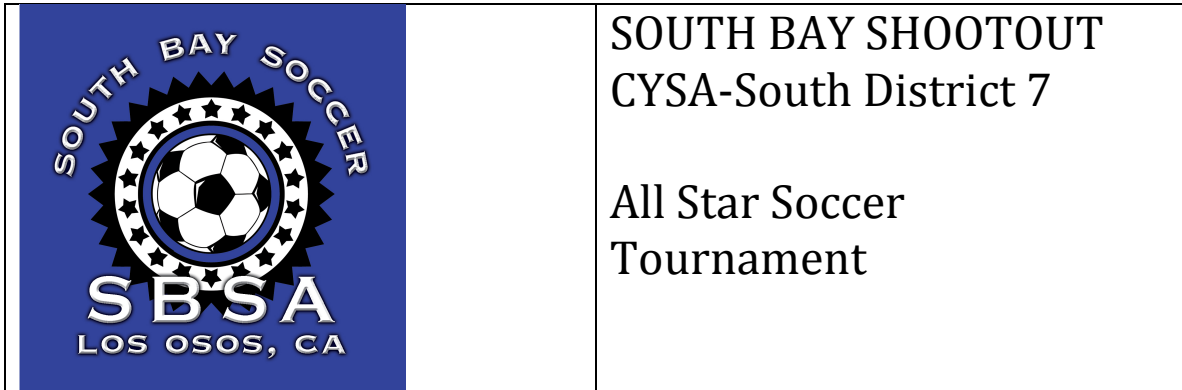 SOUTH BAY SOCCER
SBSA
LOS OSOS, CA
SOUTH BAY SHOOTOUT
CYSA-South District 7
All Star Soccer
Tournament